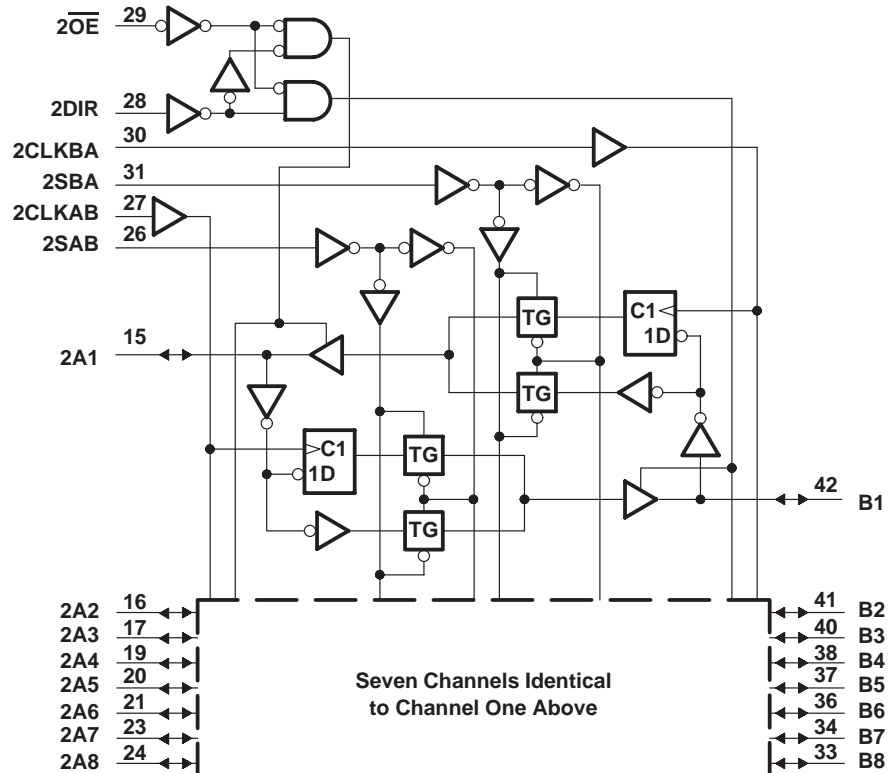 2OE 29
2DIR 28
2CLKBA 30
2SBA 31
2CLKAB 27
2SAB 26
2A1 15
TG
C1
1D
TG
C1
1D
TG
TG
42 B1
2A2 16
2A3 17
2A4 19
2A5 20
2A6 21
2A7 23
2A8 24
Seven Channels Identical
to Channel One Above
41 B2
40 B3
38 B4
37 B5
36 B6
34 B7
33 B8